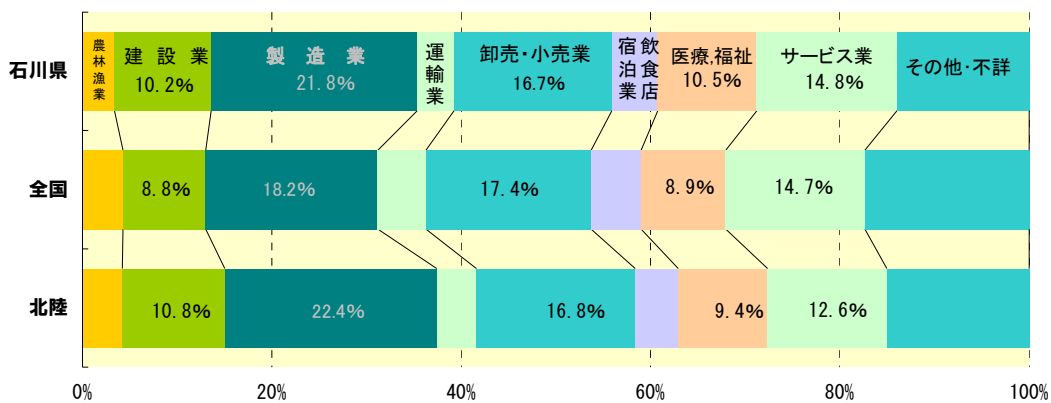 石川県
農林漁業
建設業
10.2%
製造業
21.8%
運輸業
卸売・小売業
16.7%
飲食店
宿泊業
医療,福祉
10.5%
サービス業
14.8%
その他・不詳
全国
8.8%
18.2%
17.4%
8.9%
14.7%
北陸
10.8%
22.4%
16.8%
9.4%
12.6%
0%
20%
40%
60%
80%
100%